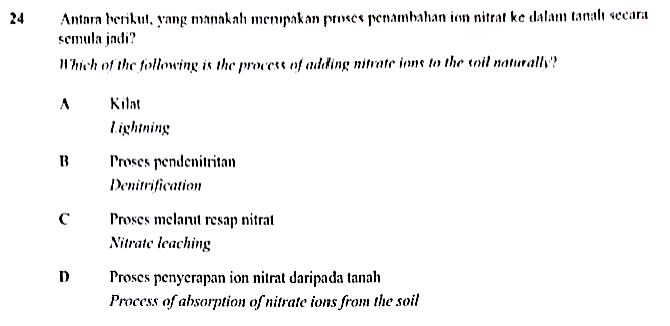 24 Antara berikut, yang manakah merupakan proses penambahan ion nitrat ke dalam tanah secara
semula jadi?
Which of the following is the process of adding nitrate ions to the soil naturally?
A Kilat
Lightning
B Proses pendenitritan
Denitrification
C Proses melarut resap nitrat
Nitrate leaching
D Proses penyerapan ion nitrat daripada tanah
Process of absorption of nitrate ions from the soil